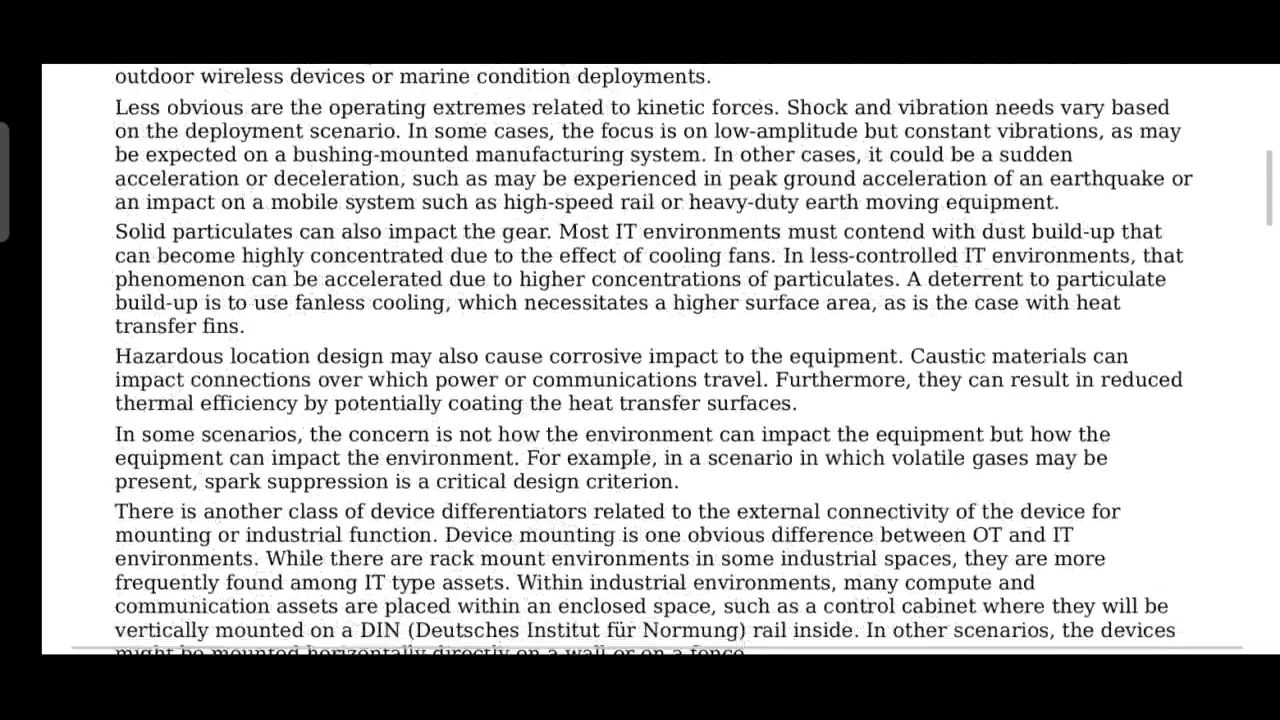 outdoor wireless devices or marine condition deployments.
Less obvious are the operating extremes related to kinetic forces. Shock and vibration needs vary based
on the deployment scenario. In some cases, the focus is on low-amplitude but constant vibrations, as may
be expected on a bushing-mounted manufacturing system. In other cases, it could be a sudden
acceleration or deceleration, such as may be experienced in peak ground acceleration of an earthquake or
an impact on a mobile system such as high-speed rail or heavy-duty earth moving equipment.
Solid particulates can also impact the gear. Most IT environments must contend with dust build-up that
can become highly concentrated due to the effect of cooling fans. In less-controlled IT environments, that
phenomenon can be accelerated due to higher concentrations of particulates. A deterrent to particulate
build-up is to use fanless cooling, which necessitates a higher surface area, as is the case with heat
transfer fins.
Hazardous location design may also cause corrosive impact to the equipment. Caustic materials can
impact connections over which power or communications travel. Furthermore, they can result in reduced
thermal efficiency by potentially coating the heat transfer surfaces.
In some scenarios, the concern is not how the environment can impact the equipment but how the
equipment can impact the environment. For example, in a scenario in which volatile gases may be
present, spark suppression is a critical design criterion.
There is another class of device differentiators related to the external connectivity of the device for
mounting or industrial function. Device mounting is one obvious difference between OT and IT
environments. While there are rack mount environments in some industrial spaces, they are more
frequently found among IT type assets. Within industrial environments, many compute and
communication assets are placed within an enclosed space, such as a control cabinet where they will be
vertically mounted on a DIN (Deutsches Institut für Normung) rail inside. In other scenarios, the devices
might be mounted horizontally directly on a wall or on a fence.